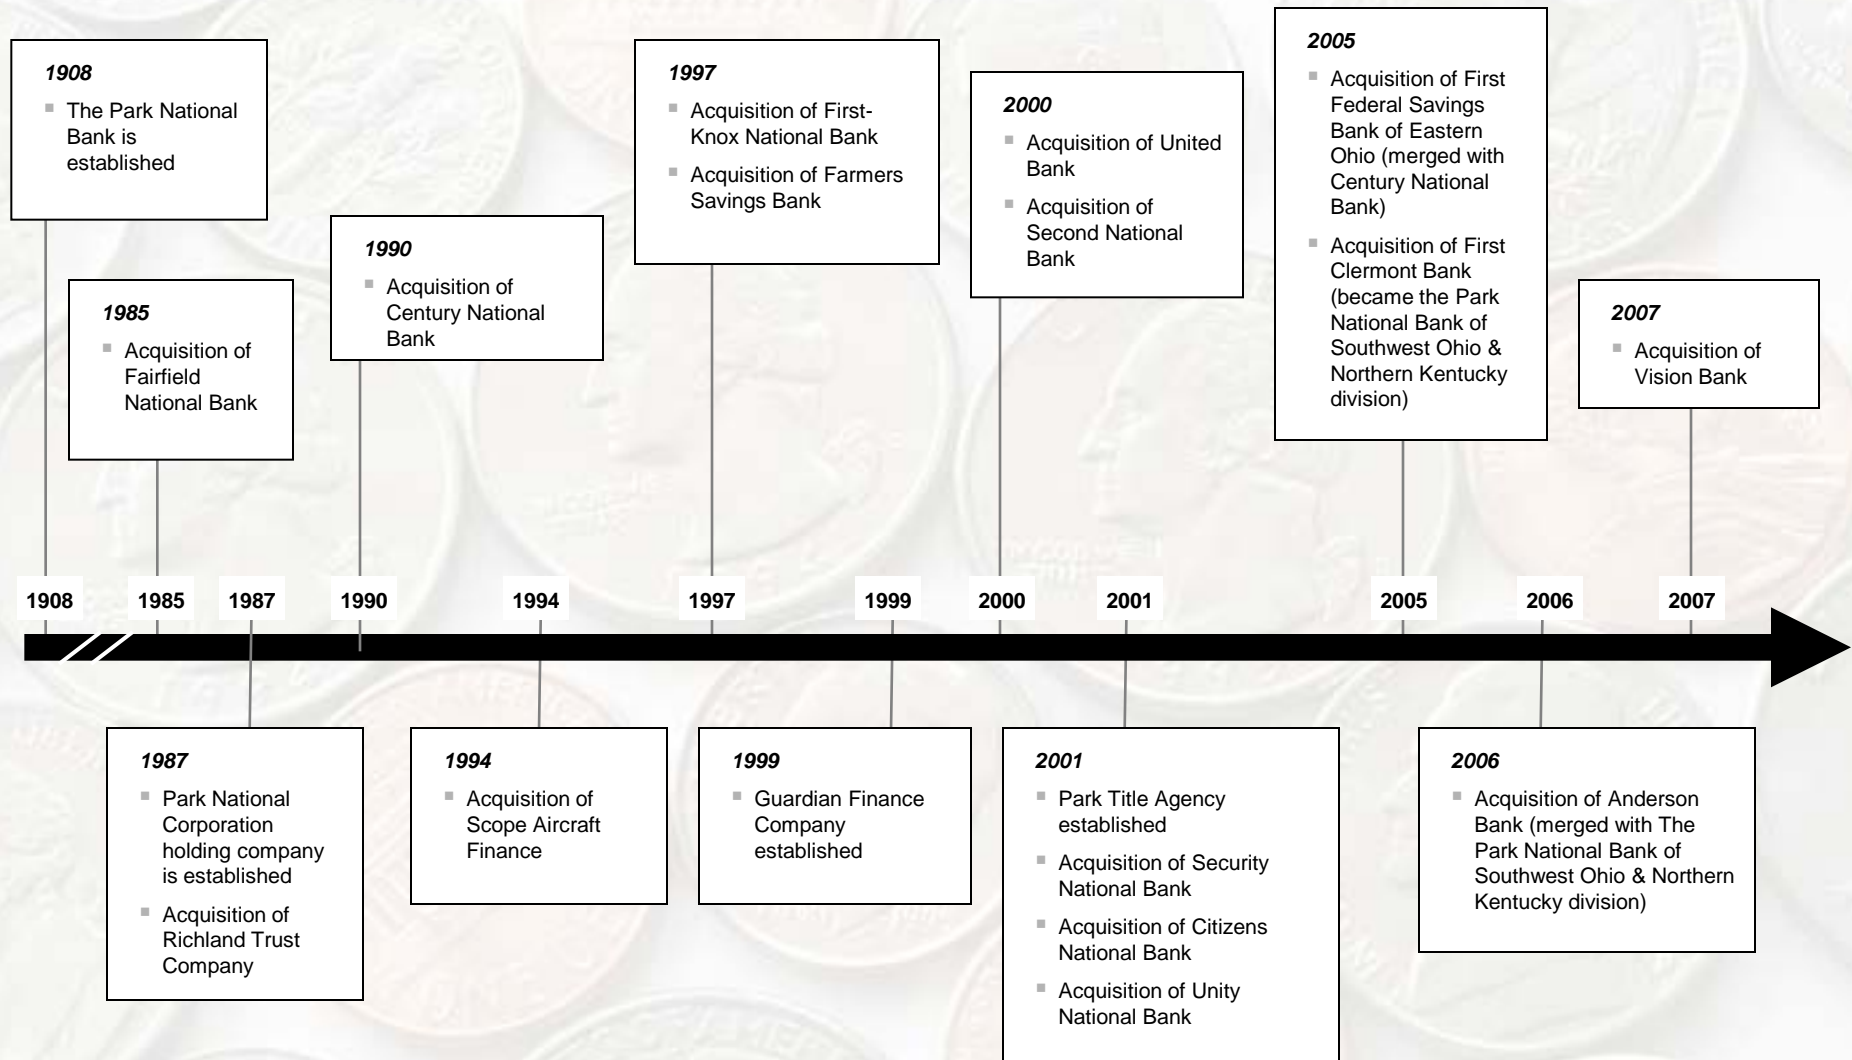 1908
The Park National
Bank is
established
1985
Acquisition of
Fairfield
National Bank
1990
Acquisition of
Century National
Bank
1997
Acquisition of First-
Knox National Bank
Acquisition of Farmers
Savings Bank
2000
Acquisition of United
Bank
Acquisition of
Second National
Bank
2005
Acquisition of First
Federal Savings
Bank of Eastern
Ohio (merged with
Century National
Bank)
Acquisition of First
Clermont Bank
(became the Park
National Bank of
Southwest Ohio &
Northern Kentucky
division)
2007
Acquisition of
Vision Bank
1908 1985 1987 1990 1994 1997 1999 2000 2001 2005 2006 2007
1987
Park National
Corporation
holding company
is established
Acquisition of
Richland Trust
Company
1994
Acquisition of
Scope Aircraft
Finance
1999
Guardian Finance
Company
established
2001
Park Title Agency
established
Acquisition of Security
National Bank
Acquisition of Citizens
National Bank
Acquisition of Unity
National Bank
2006
Acquisition of Anderson
Bank (merged with The
Park National Bank of
Southwest Ohio & Northern
Kentucky division)